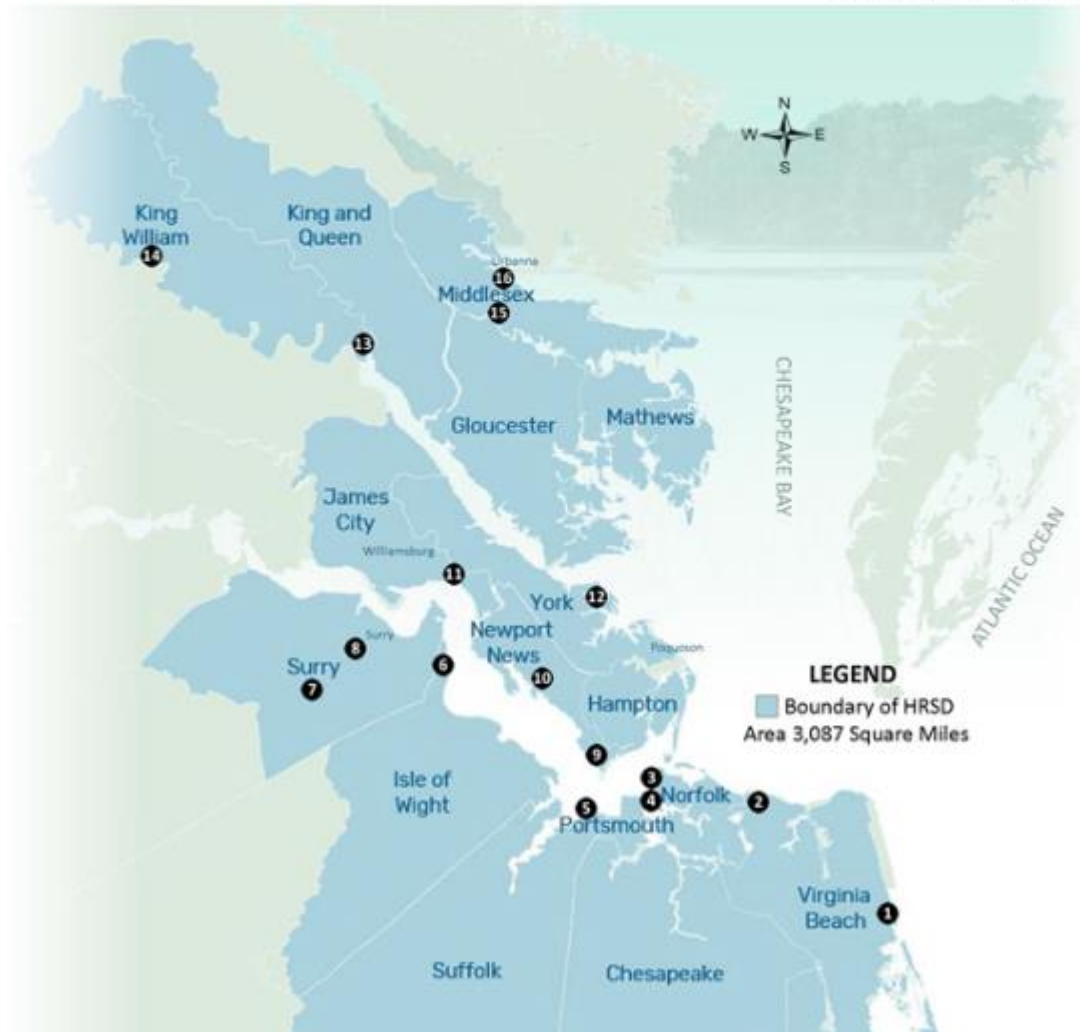 N
W E
S
King
William
14
King and
Queen
Urbanna
16
Middlesex
15
13
Gloucester
Mathews
CHESAPEAKE BAY
ATLANTIC OCEAN
James
City
Williamsburg
11
York
12
Newport
News
Poquoson
10
Hampton
8
Surry
Surry
7
6
LEGEND
Boundary of HRSD
Area 3,087 Square Miles
9
3
Isle of
Wight
5
4
Norfolk
2
Portsmouth
Virginia
Beach
1
Suffolk
Chesapeake